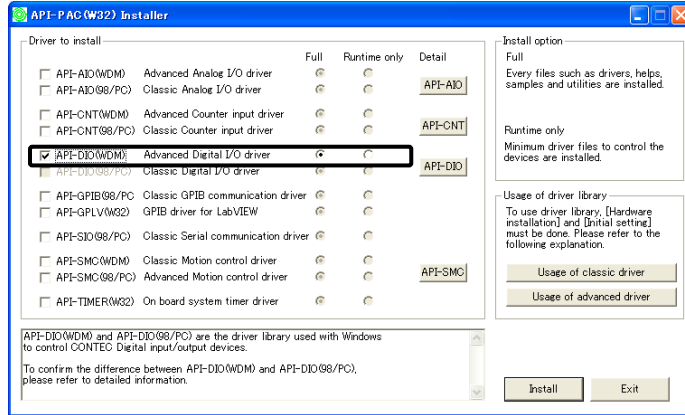 API-PAC(W32) Installer
Driver to install
Full Runtime only Detail
API-AIO(WDM) Advanced Analog I/O driver
API-AIO(98/PC) Classic Analog I/O driver
API-AIO
API-CNT(WDM) Advanced Counter input driver
API-CNT(98/PC) Classic Counter input driver
API-CNT
API-DIO(WDM) Advanced Digital I/O driver
API-DIO(98/PC) Classic Digital I/O driver
API-DIO
API-GPIB(98/PC Classic GPIB communication driver
API-GPLV(W32) GPIB driver for LabVIEW
API-SIO(98/PC) Classic Serial communication driver
API-SMC(WDM) Classic Motion control driver
API-SMC(98/PC) Advanced Motion control driver
API-SMC
API-TIMER(W32) On board system timer driver
Install option
Full
Every files such as drivers, helps,
samples and utilities are installed.
Runtime only
Minimum driver files to control the
devices are installed.
Usage of driver library
To use driver library, [Hardware
installation] and [Initial setting]
must be done. Please refer to the
following explanation.
Usage of classic driver
Usage of advanced driver
API-DIO(WDM) and API-DIO(98/PC) are the driver library used with Windows
to control CONTEC Digital input/output devices.
To confirm the difference between API-DIO(WDM) and API-DIO(98/PC),
please refer to detailed information.
Install Exit